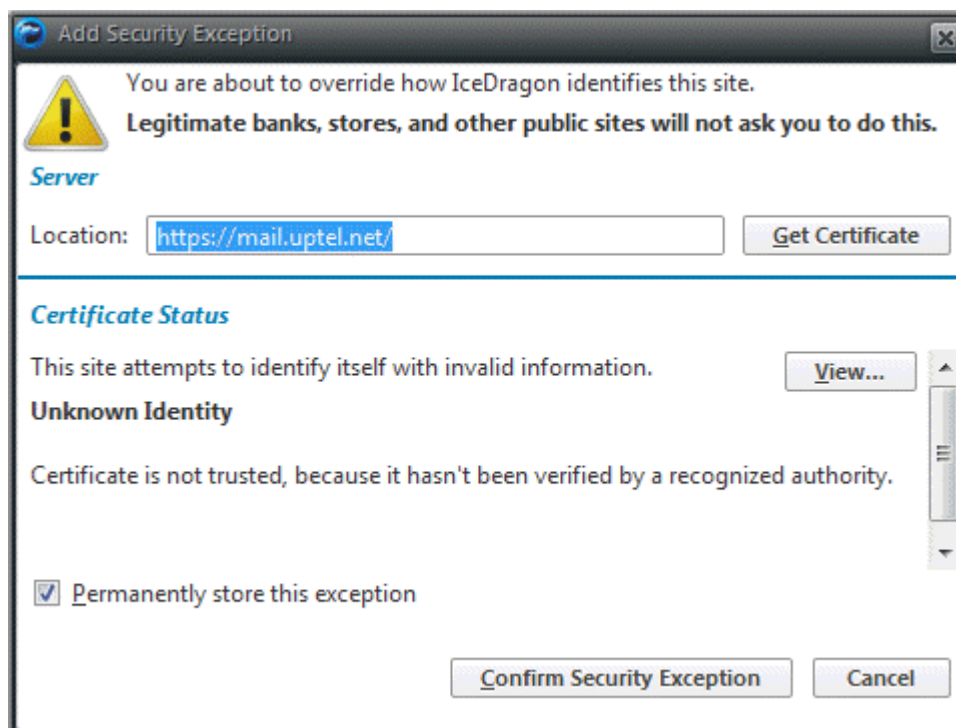 Add Security Exception
You are about to override how IceDragon identifies this site.
Legitimate banks, stores, and other public sites will not ask you to do this.
Server
Location: https://mail.uptel.net/ Get Certificate
Certificate Status
This site attempts to identify itself with invalid information. View...
Unknown Identity
Certificate is not trusted, because it hasn't been verified by a recognized authority.
Permanently store this exception
Confirm Security Exception Cancel